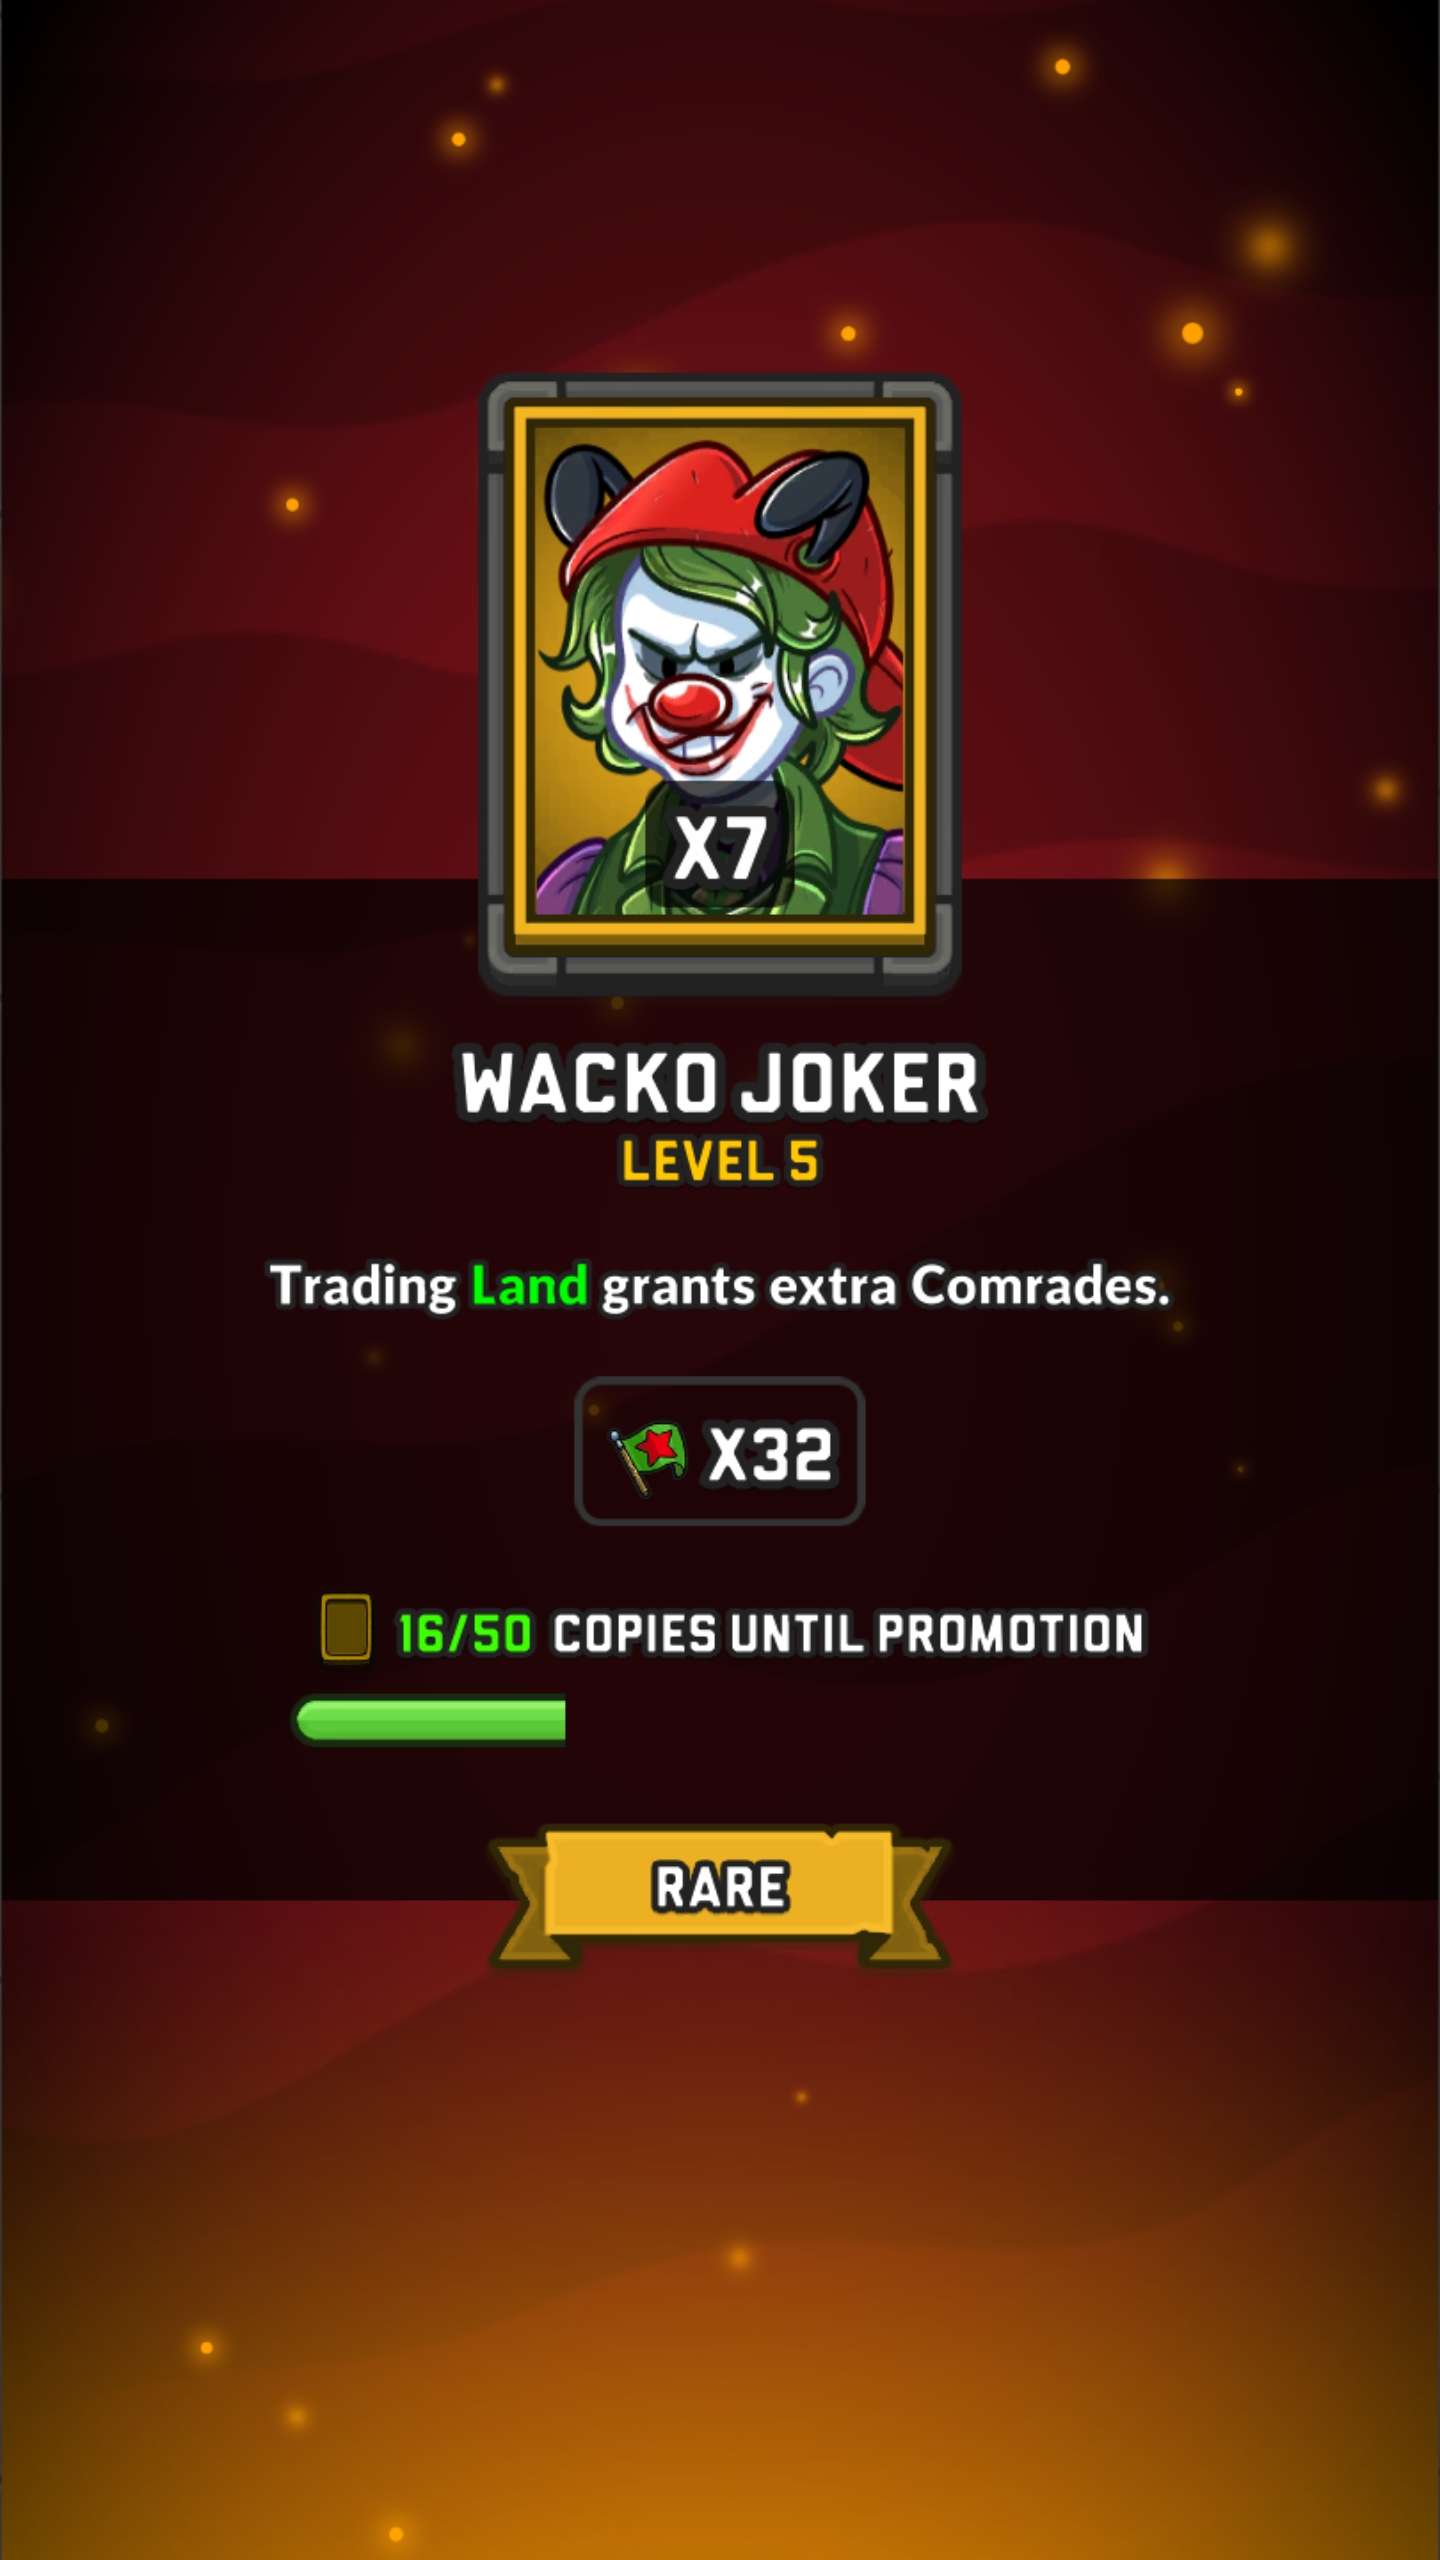 X7
WACKO JOKER
LEVEL 5
Trading Land grants extra Comrades.
X32
16/50 COPIES UNTIL PROMOTION
RARE